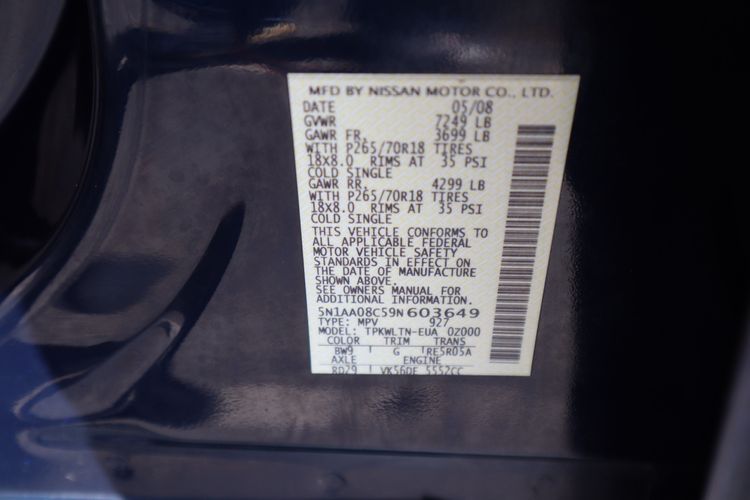 MFD BY NISSAN MOTOR CO., LTD.
DATE 05/08
GVWR 7249 LB
GAWR FR. 3699 LB
WITH P265/70R18 TIRES
18x8.0 RIMS AT 35 PSI
COLD SINGLE
GAWR RR. 4299 LB
WITH P265/70R18 TIRES
18x8.0 RIMS AT 35 PSI
COLD SINGLE
THIS VEHICLE CONFORMS TO
ALL APPLICABLE FEDERAL
MOTOR VEHICLE SAFETY
STANDARDS IN EFFECT ON
THE DATE OF MANUFACTURE
SHOWN ABOVE.
SEE OWNERS MANUAL FOR
ADDITIONAL INFORMATION.
5N1AA08C59N603649
TYPE: MPV 927
MODEL: TPKWLTN-EUA 0Z000
COLOR TRIM TRANS
BW9 G RE5R05A
AXLE ENGINE
8D29 VK56DE 5552CC